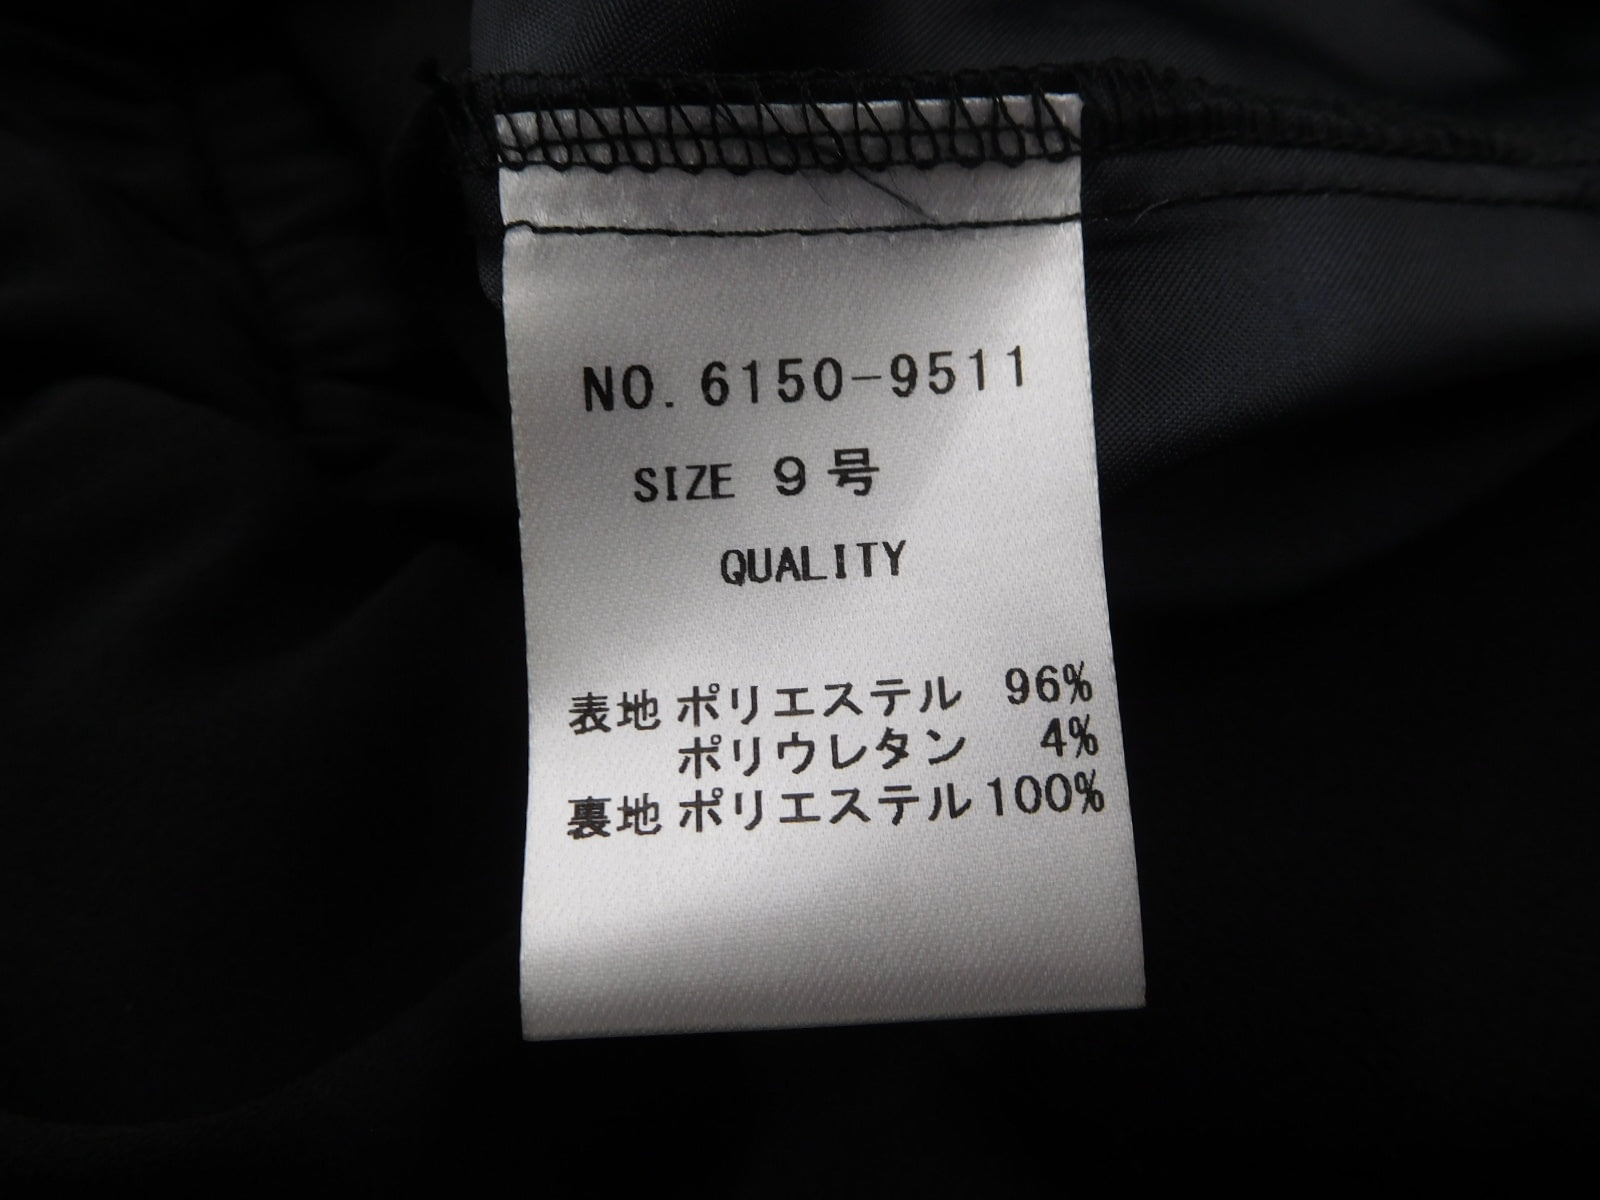 NO. 6150-9511
SIZE 9号
QUALITY
表地 ポリエステル 96%
ポリウレタン 4%
裏地 ポリエステル 100%